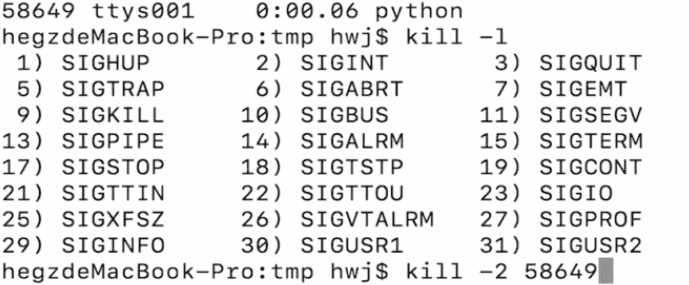 58649 ttys001    0:00.06 python
hegzdeMacBook-Pro:tmp hwj$ kill -l
 1) SIGHUP       2) SIGINT       3) SIGQUIT
 5) SIGTRAP      6) SIGABRT      7) SIGEMT
 9) SIGKILL     10) SIGBUS      11) SIGSEGV
13) SIGPIPE     14) SIGALRM     15) SIGTERM
17) SIGSTOP     18) SIGTSTP     19) SIGCONT
21) SIGTTIN     22) SIGTTOU     23) SIGIO
25) SIGXFSZ     26) SIGVTALRM   27) SIGPROF
29) SIGINFO     30) SIGUSR1     31) SIGUSR2
hegzdeMacBook-Pro:tmp hwj$ kill -2 58649